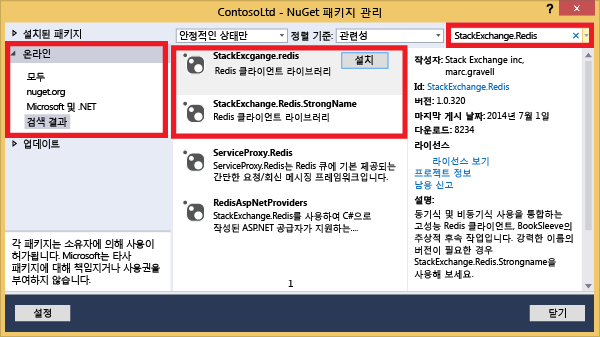 ContosoLtd - NuGet 패키지 관리
? ×
설치된 패키지
온라인
모두
nuget.org
Microsoft 및 .NET
검색 결과
업데이트
각 패키지는 소유자에 의해 사용이
허가됩니다. Microsoft는 타사
패키지에 대해 책임지거나 사용권을
부여하지 않습니다.
안정적인 상태만 정렬 기준: 관련성
StackExcgange.redis
Redis 클라이언트 라이브러리
설치
StackExchange.Redis.StrongName
Redis 클라이언트 라이브러리
ServiceProxy.Redis
ServiceProxy.Redis는 Redis 큐에 기본 제공되는
간단한 요청/회신 메시징 프레임워크입니다.
RedisAspNetProviders
StackExchange.Redis를 사용하여 C#으로
작성된 ASP.NET 공급자가 지원하는....
1
StackExchange.Redis ×
작성자: Stack Exchange inc,
marc.gravell
Id: StackExchange.Redis
버전: 1.0.320
마지막 게시 날짜: 2014년 7월 1일
다운로드: 8234
라이선스
라이선스 보기
프로젝트 정보
남용 신고
설명:
동기식 및 비동기식 사용을 통합하는
고성능 Redis 클라이언트, BookSleeve의
추상적 후속 작업입니다. 강력한 이름의
버전이 필요한 경우
StackExchange.Redis.Strongname을
사용해 보세요.
설정
닫기